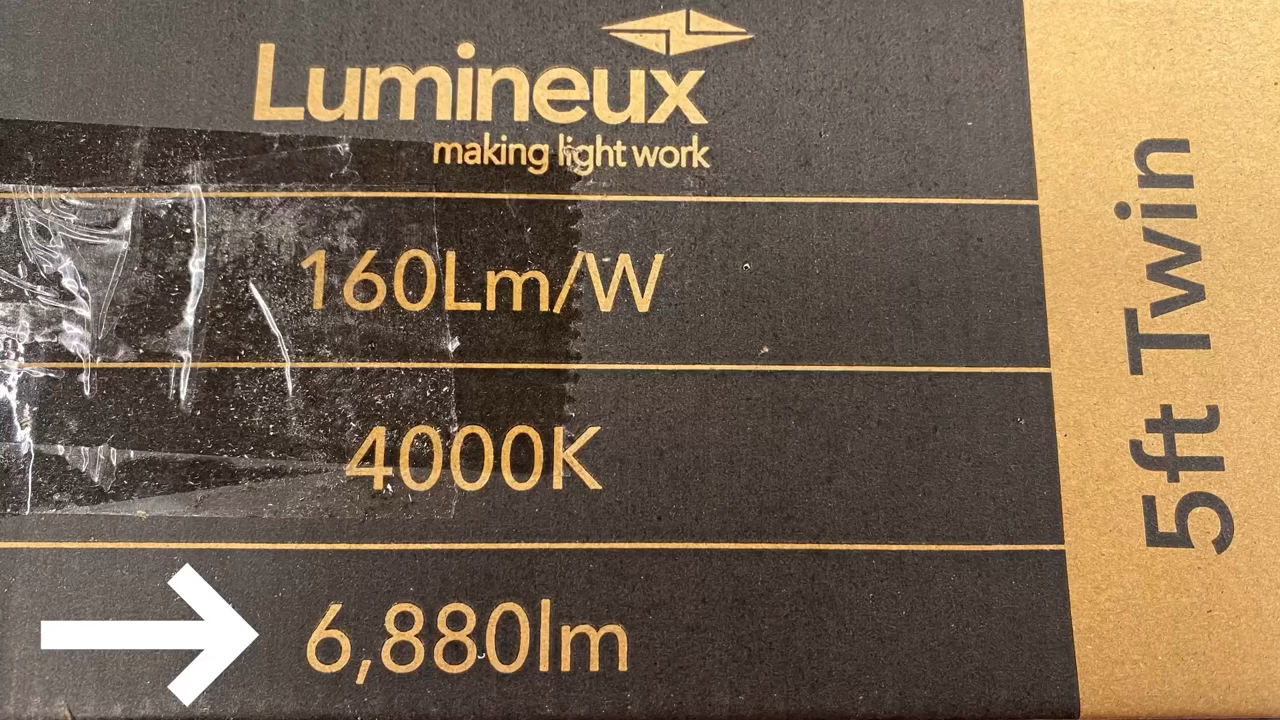 Lumineux
making light work
160Lm/W
4000K
6,880lm
5ft Twin